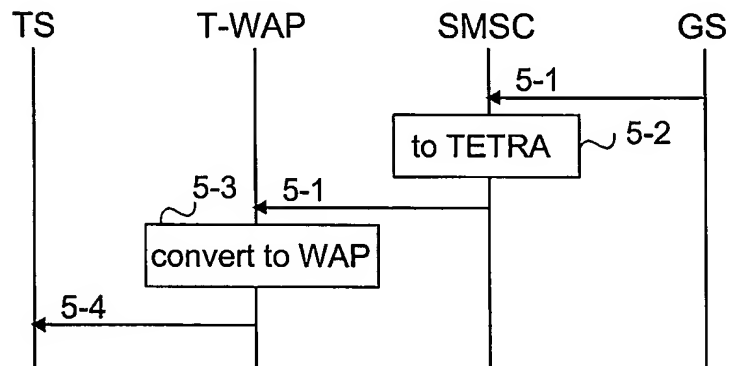 TS T-WAP SMSC GS
5-1
to TETRA 5-2
5-3 5-1
convert to WAP
5-4